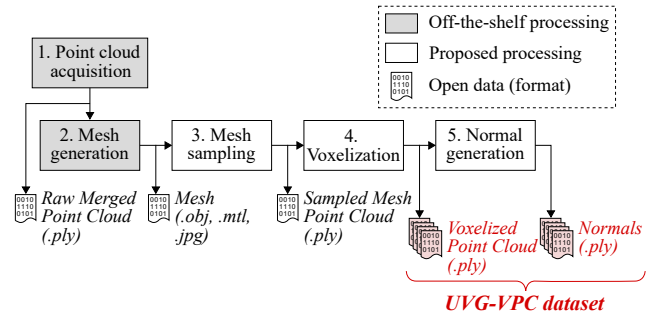 Off-the-shelf processing
Proposed processing
0010
1110
0101
Open data (format)
1. Point cloud
acquisition
2. Mesh
generation
3. Mesh
sampling
4.
Voxelization
5. Normal
generation
0010
1110
0101
Raw Merged
Point Cloud
(.ply)
0010
1110
0101
Mesh
(.obj, .mtl,
.jpg)
0010
1110
0101
Sampled Mesh
Point Cloud
(.ply)
0010
1110
0101
Voxelized
Point Cloud
(.ply)
0010
1110
0101
Normals
(.ply)
UVG-VPC dataset